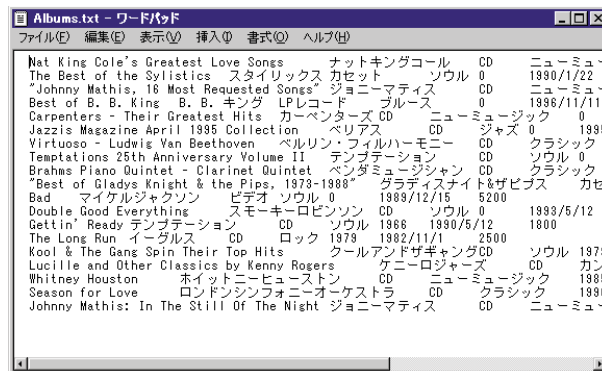 Albums.txt - ワードパッド
ファイル(F) 編集(E) 表示(V) 挿入(I) 書式(O) ヘルプ(H)
Nat King Cole's Greatest Love Songs ナットキングコール CD ニューミュ
The Best of the Sylistics スタイリックス カセット ソウル 0 1990/1/22
"Johnny Mathis, 16 Most Requested Songs" ジョニーマティス CD ニューミュ
Best of B. B. King B. B. キング LPレコード ブルース 0 1996/11/11
Carpenters - Their Greatest Hits カーペンターズ CD ニューミュージック 0
Jazzis Magazine April 1995 Collection ベリアス CD ジャズ 0 1995
Virtuoso - Ludwig Van Beethoven ベルリン・フィルハーモニー CD クラシック
Temptations 25th Anniversary Volume II テンプテーション CD ソウル 0
Brahms Piano Quintet - Clarinet Quintet ベンダミュージシャン CD クラシック
"Best of Gladys Knight & the Pips, 1973-1988" グラディスナイト&ザピプス カセ
Bad マイケルジャクソン ビデオ ソウル 0 1989/12/15 5200
Double Good Everything スモーキーロビンソン CD ソウル 0 1993/5/12
Gettin' Ready テンプテーション CD ソウル 1966 1990/5/12 1800
The Long Run イーグルス CD ロック 1979 1982/11/1 2500
Kool & The Gang Spin Their Top Hits クールアンドザギャングCD ソウル 197
Lucille and Other Classics by Kenny Rogers ケニーロジャーズ CD カン
Whitney Houston ホイットニーヒューストン CD ニューミュージック 198
Season for Love ロンドンシンフォニーオーケストラ CD クラシック 199
Johnny Mathis: In The Still Of The Night ジョニーマティス CD ニューミュ